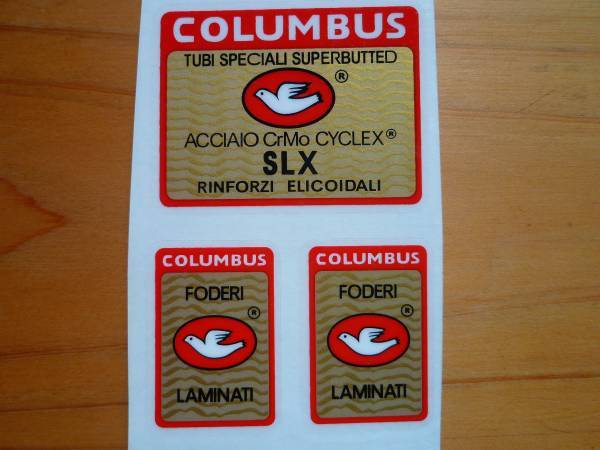 COLUMBUS
TUBI SPECIALI SUPERBUTTED
®
ACCIAIO CrMo CYCLEX®
SLX
RINFORZI ELICOIDALI
COLUMBUS
FODERI
®
LAMINATI
COLUMBUS
FODERI
®
LAMINATI